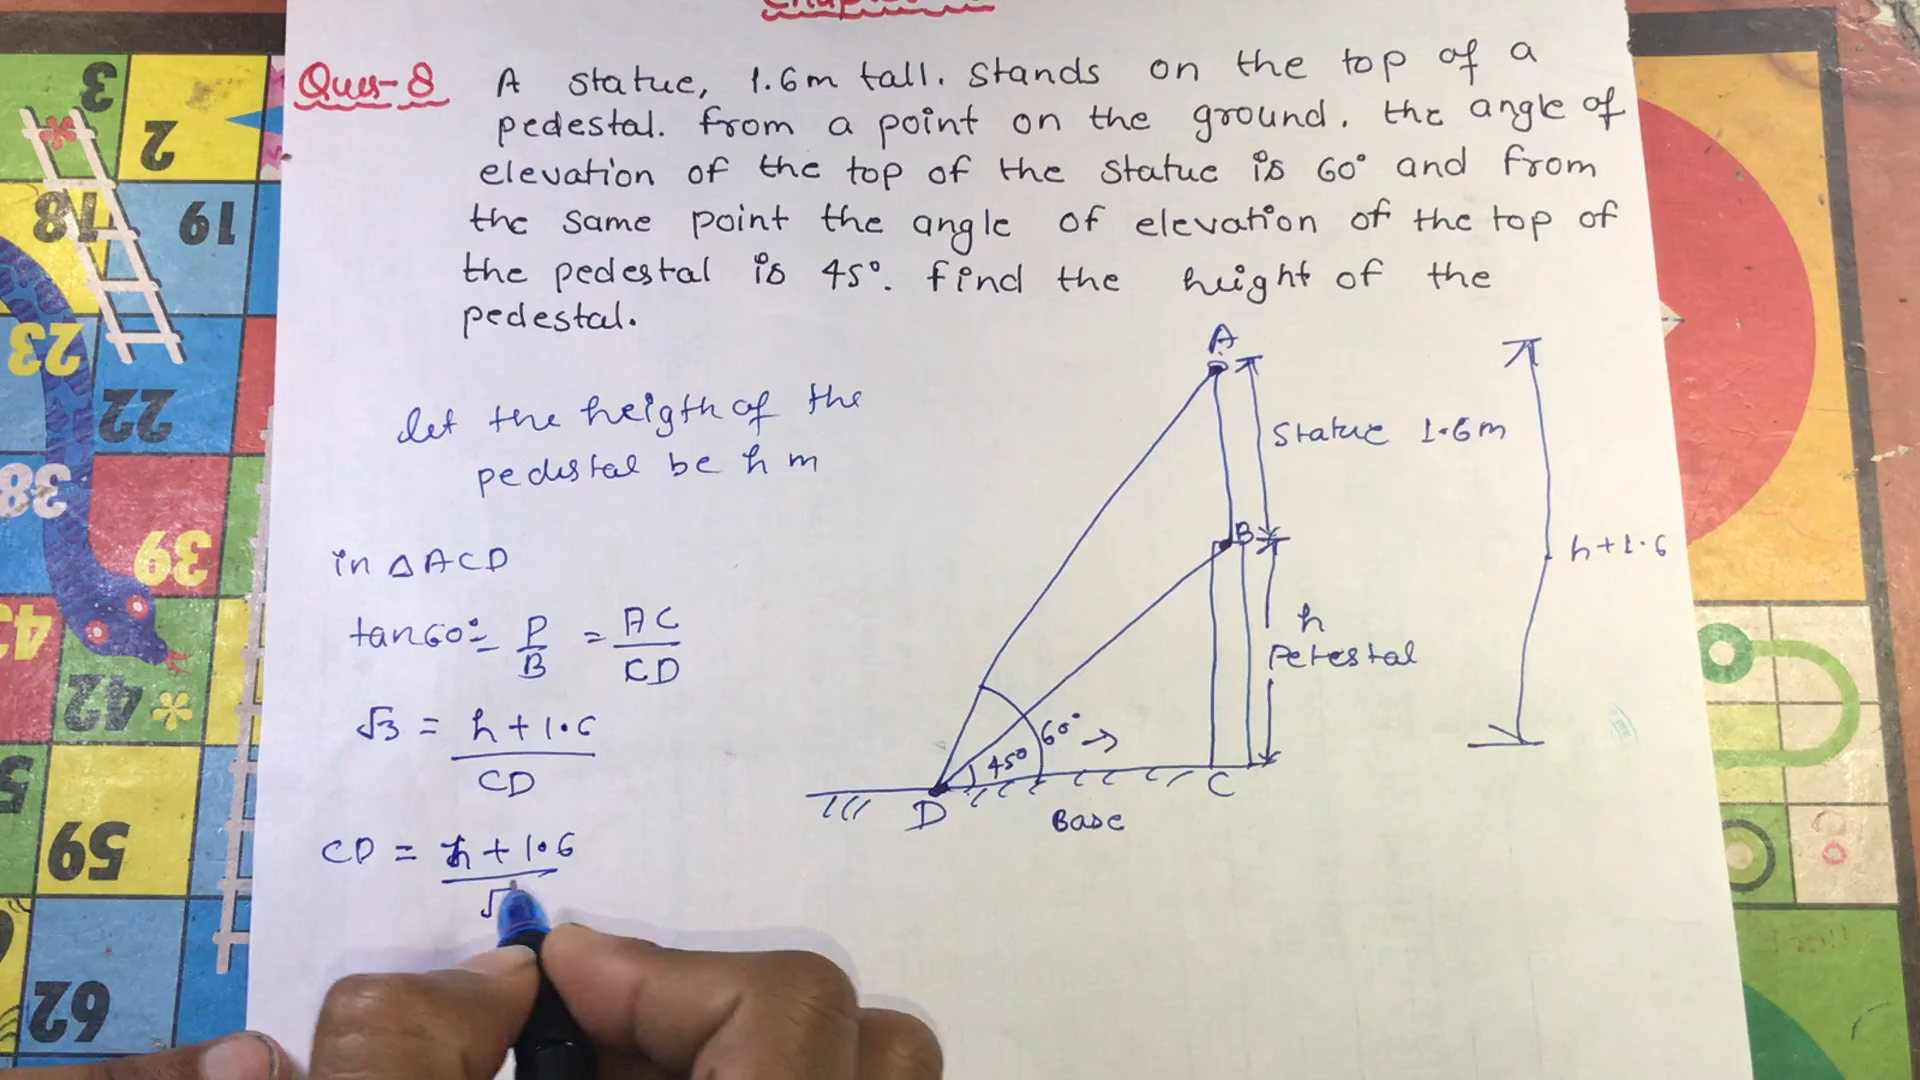 Ques-8 A statue, 1.6m tall. Stands on the top of a
pedestal. from a point on the ground. the angle of
elevation of the top of the statue is 60° and from
the same point the angle of elevation of the top of
the pedestal is 45°. find the height of the
pedestal.
let the heigth of the
pedestal be h m
in △ACD
tan60° = P/B = AC/CD
√3 = h+1.6/CD
CD = h+1.6/√
A
Statue 1.6m
B
h+1.6
h
Petestal
60°
45°
D
C
Base
3
2
18
19
23
22
38
39
42
59
62